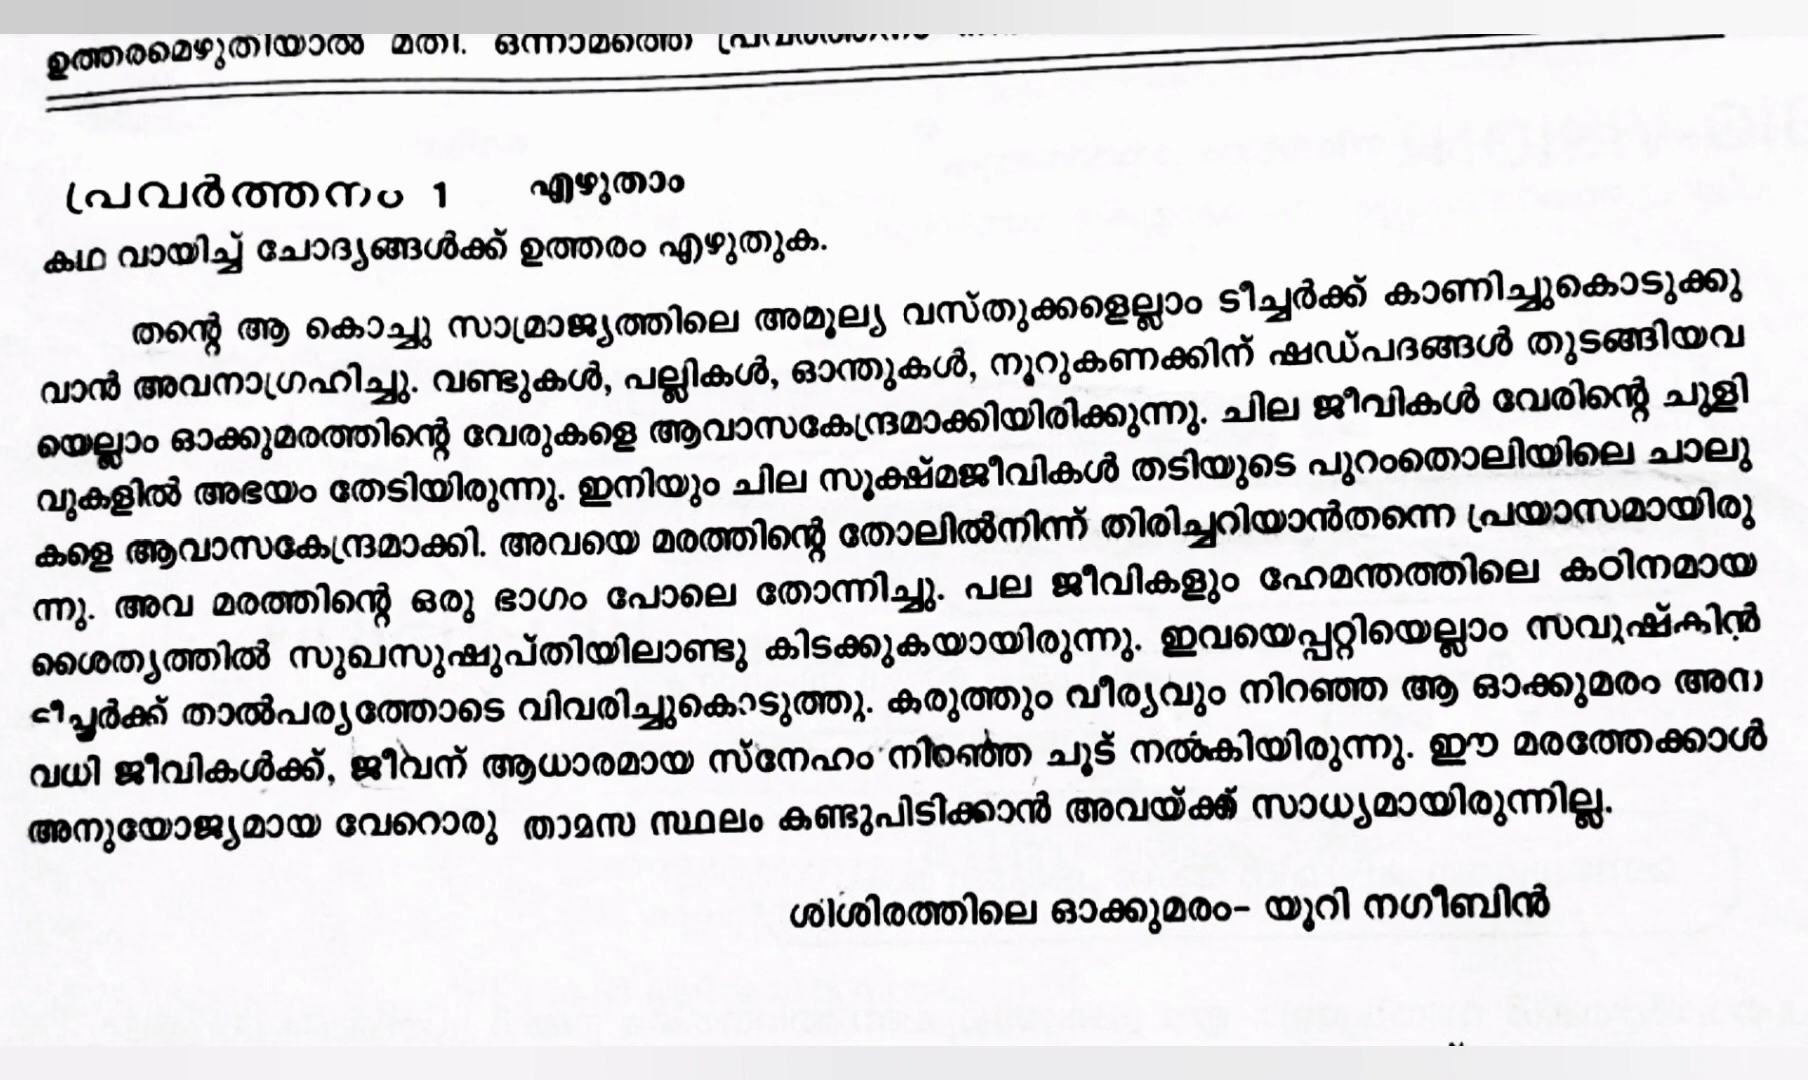 ഉത്തരമെഴുതിയാൽ മതി. ഒന്നാമത്തെ പ്രവർത്തനം
പ്രവർത്തനം 1 എഴുതാം
കഥ വായിച്ച് ചോദ്യങ്ങൾക്ക് ഉത്തരം എഴുതുക.
തന്റെ ആ കൊച്ചു സാമ്രാജ്യത്തിലെ അമൂല്യ വസ്തുക്കളെല്ലാം ടീച്ചർക്ക് കാണിച്ചുകൊടുക്കു
വാൻ അവനാഗ്രഹിച്ചു. വണ്ടുകൾ, പല്ലികൾ, ഓന്തുകൾ, നൂറുകണക്കിന് ഷഡ്പദങ്ങൾ തുടങ്ങിയവ
യെല്ലാം ഓക്കുമരത്തിന്റെ വേരുകളെ ആവാസകേന്ദ്രമാക്കിയിരിക്കുന്നു. ചില ജീവികൾ വേരിന്റെ ചുളി
വുകളിൽ അഭയം തേടിയിരുന്നു. ഇനിയും ചില സൂക്ഷ്മജീവികൾ തടിയുടെ പുറംതൊലിയിലെ ചാലു
കളെ ആവാസകേന്ദ്രമാക്കി. അവയെ മരത്തിന്റെ തോലിൽനിന്ന് തിരിച്ചറിയാൻതന്നെ പ്രയാസമായിരു
ന്നു. അവ മരത്തിന്റെ ഒരു ഭാഗം പോലെ തോന്നിച്ചു. പല ജീവികളും ഹേമന്തത്തിലെ കഠിനമായ
ശൈത്യത്തിൽ സുഖസുഷുപ്തിയിലാണ്ടു കിടക്കുകയായിരുന്നു. ഇവയെപ്പറ്റിയെല്ലാം സവുഷ്കിൻ
ടീച്ചർക്ക് താൽപര്യത്തോടെ വിവരിച്ചുകൊടുത്തു. കരുത്തും വീര്യവും നിറഞ്ഞ ആ ഓക്കുമരം അന
വധി ജീവികൾക്ക്, ജീവന് ആധാരമായ സ്നേഹം നിറഞ്ഞ ചൂട് നൽകിയിരുന്നു. ഈ മരത്തേക്കാൾ
അനുയോജ്യമായ വേറൊരു താമസ സ്ഥലം കണ്ടുപിടിക്കാൻ അവയ്ക്ക് സാധ്യമായിരുന്നില്ല.
ശിശിരത്തിലെ ഓക്കുമരം- യൂറി നഗീബിൻ